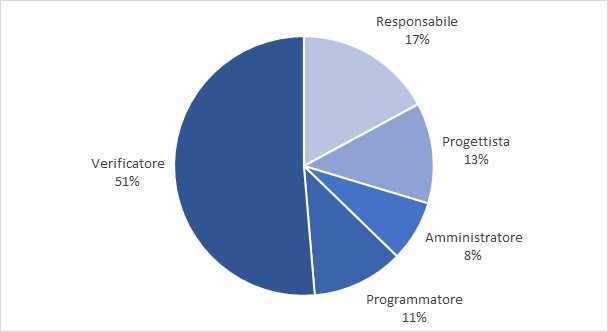 Responsabile
17%
Progettista
13%
Amministratore
8%
Programmatore
11%
Verificatore
51%